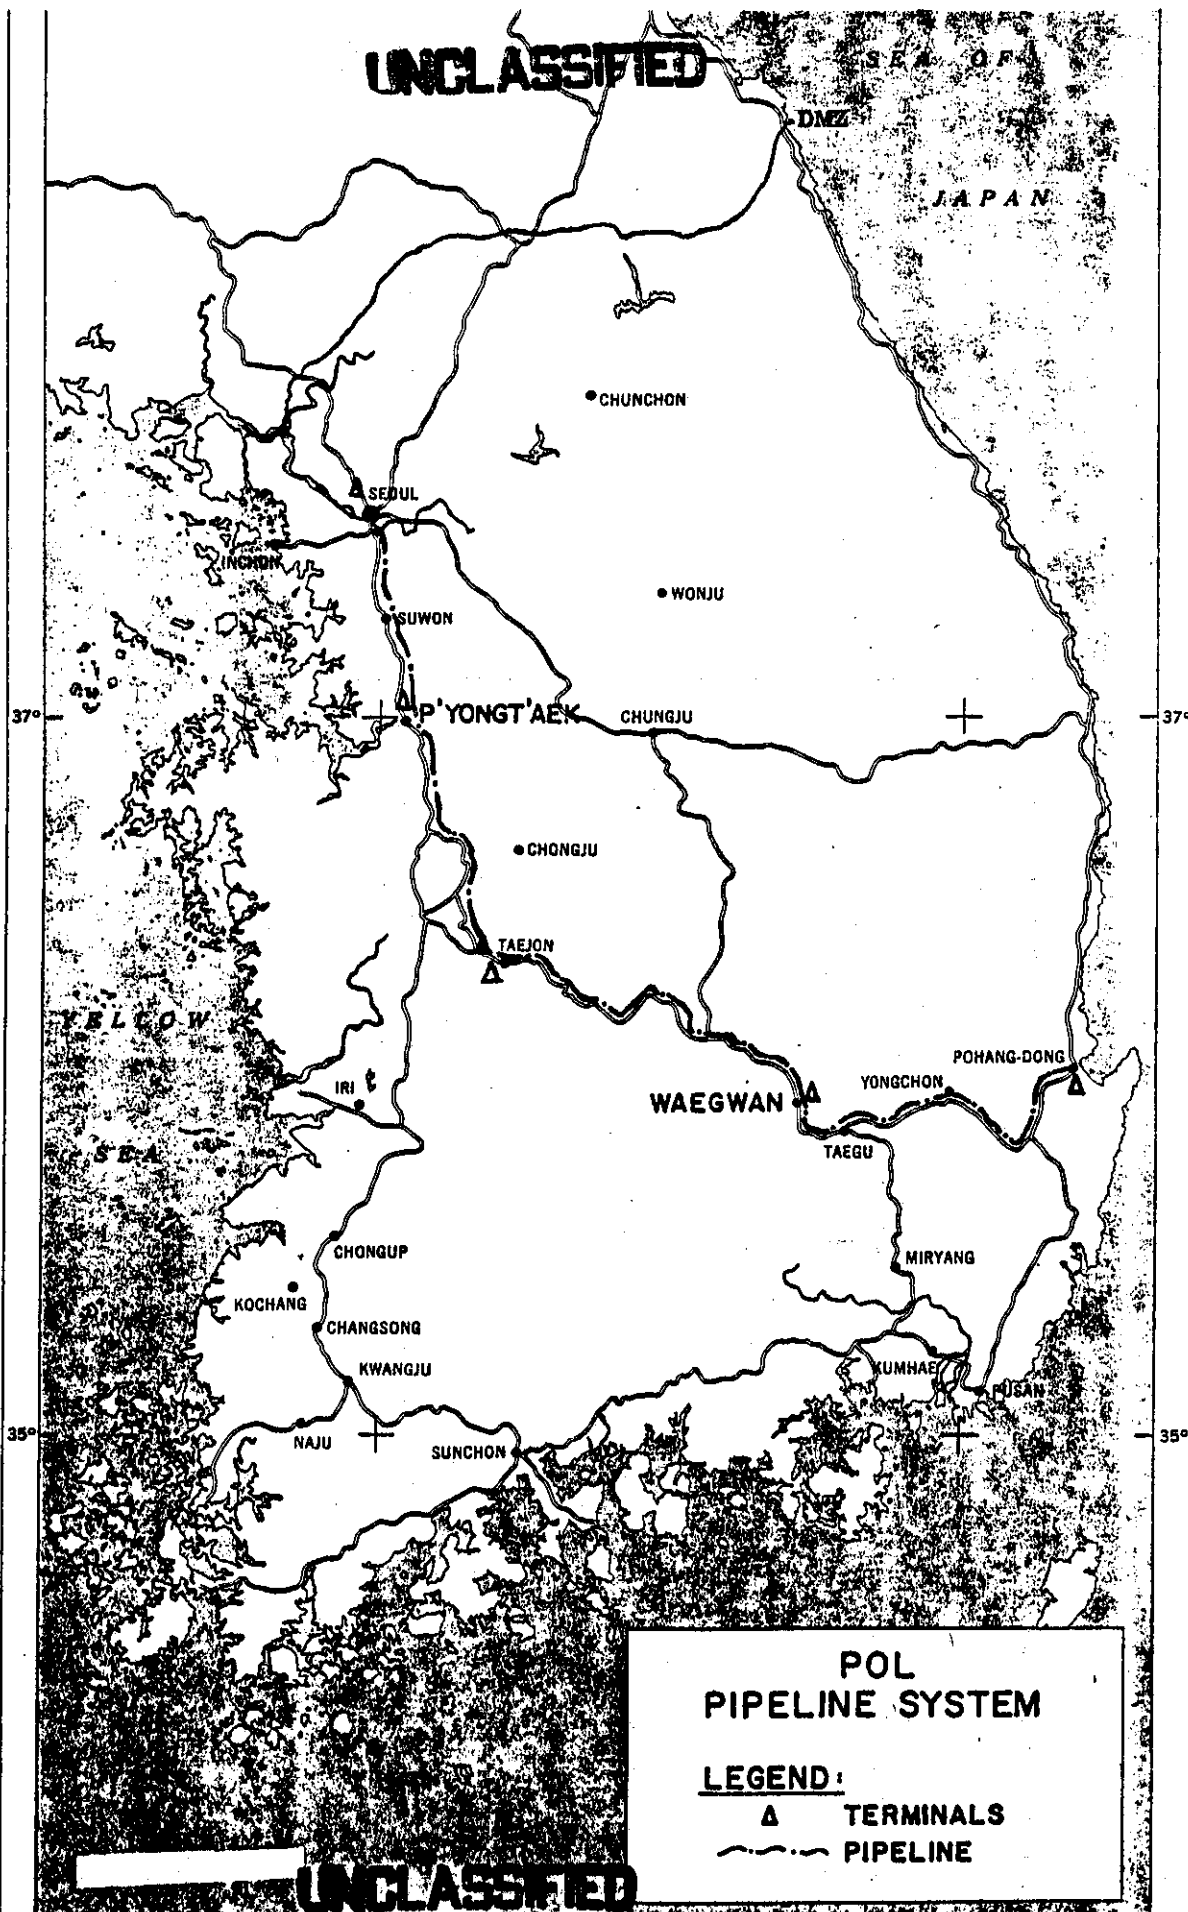 UNCLASSIFIED
SEA OF
DMZ
JAPAN
CHUNCHON
SEOUL
INCHON
WONJU
SUWON
37°
P'YONGT'AEK
CHUNGJU
37°
CHONGJU
TAEJON
YELLOW
POHANG-DONG
IRI
YONGCHON
WAEGWAN
TAEGU
SEA
CHONGUP
MIRYANG
KOCHANG
CHANGSONG
KWANGJU
KUMHAE
PUSAN
35°
NAJU
SUNCHON
35°
POL
PIPELINE SYSTEM
LEGEND:
Δ TERMINALS
PIPELINE
UNCLASSIFIED